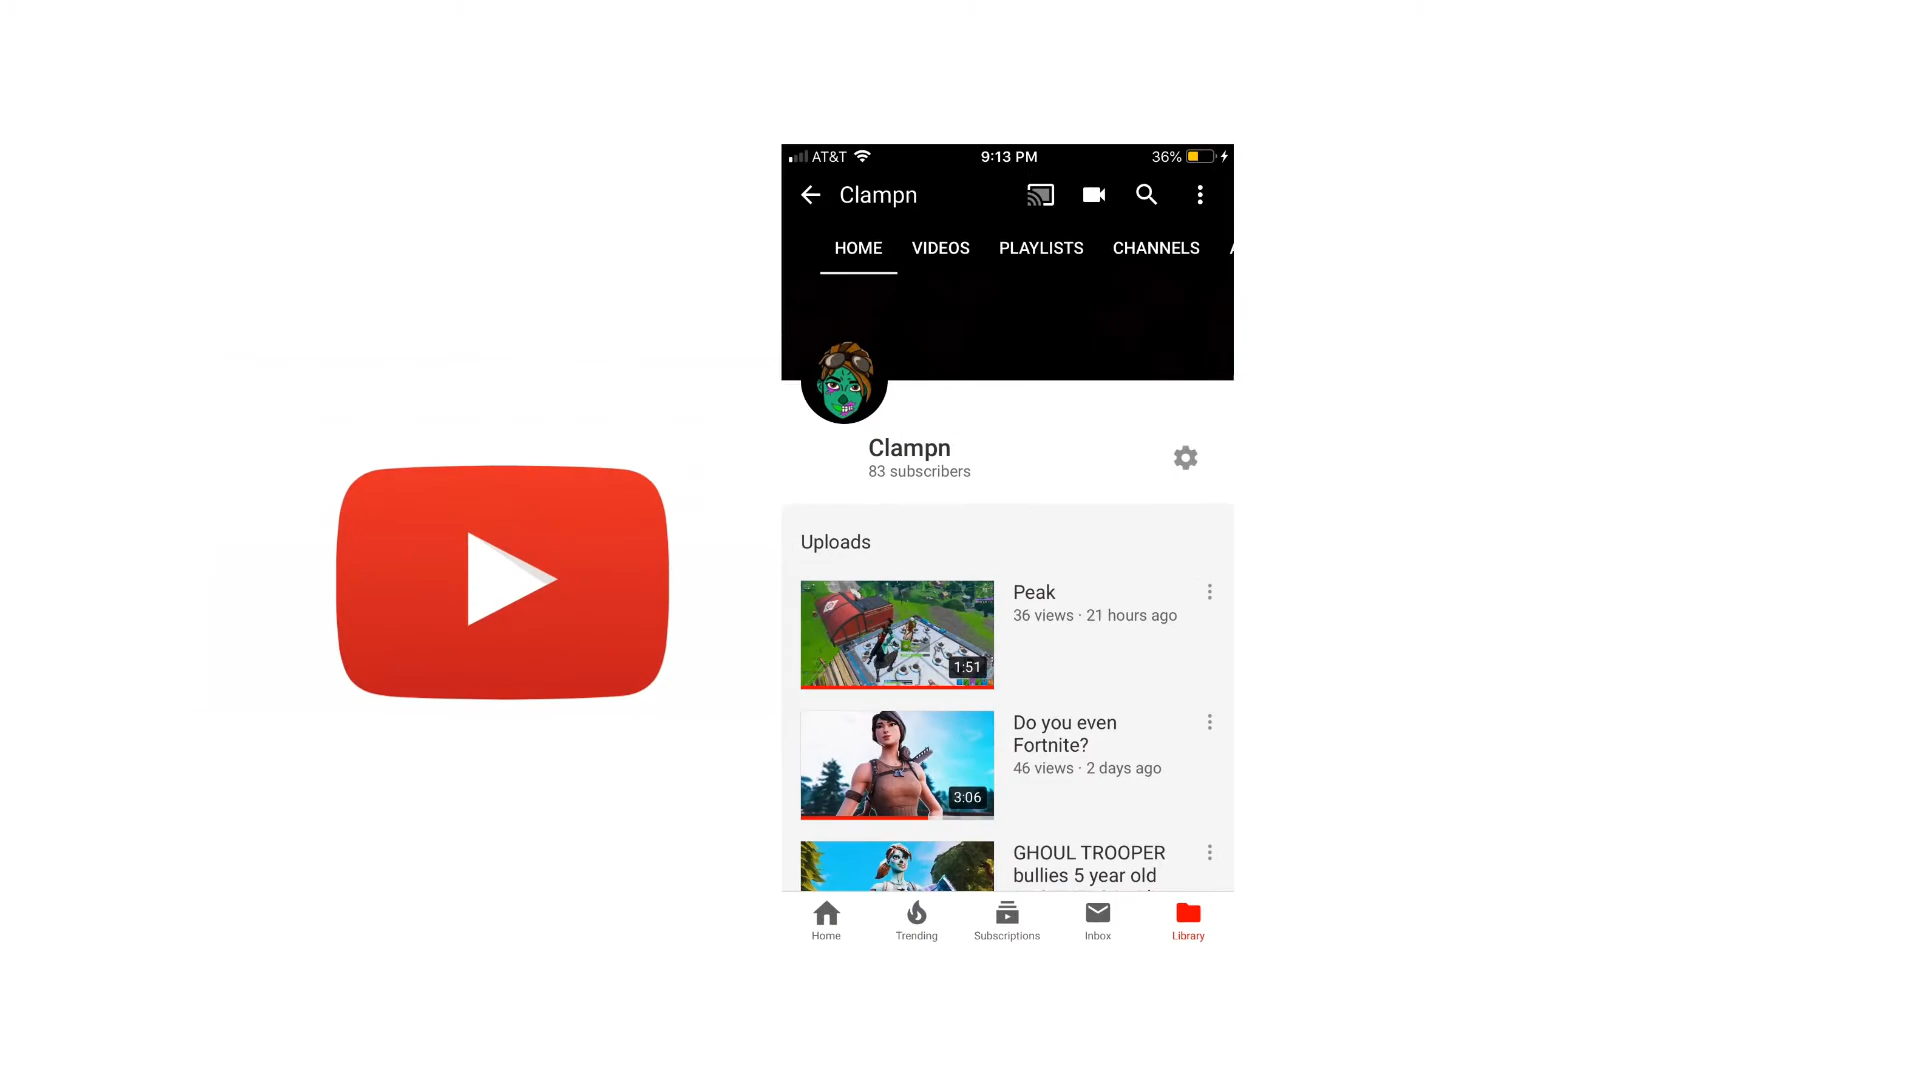 AT&T 9:13 PM 36%
Clampn
HOME VIDEOS PLAYLISTS CHANNELS
Clampn
83 subscribers
Uploads
Peak
36 views · 21 hours ago
1:51
Do you even
Fortnite?
46 views · 2 days ago
3:06
GHOUL TROOPER
bullies 5 year old
Home Trending Subscriptions Inbox Library